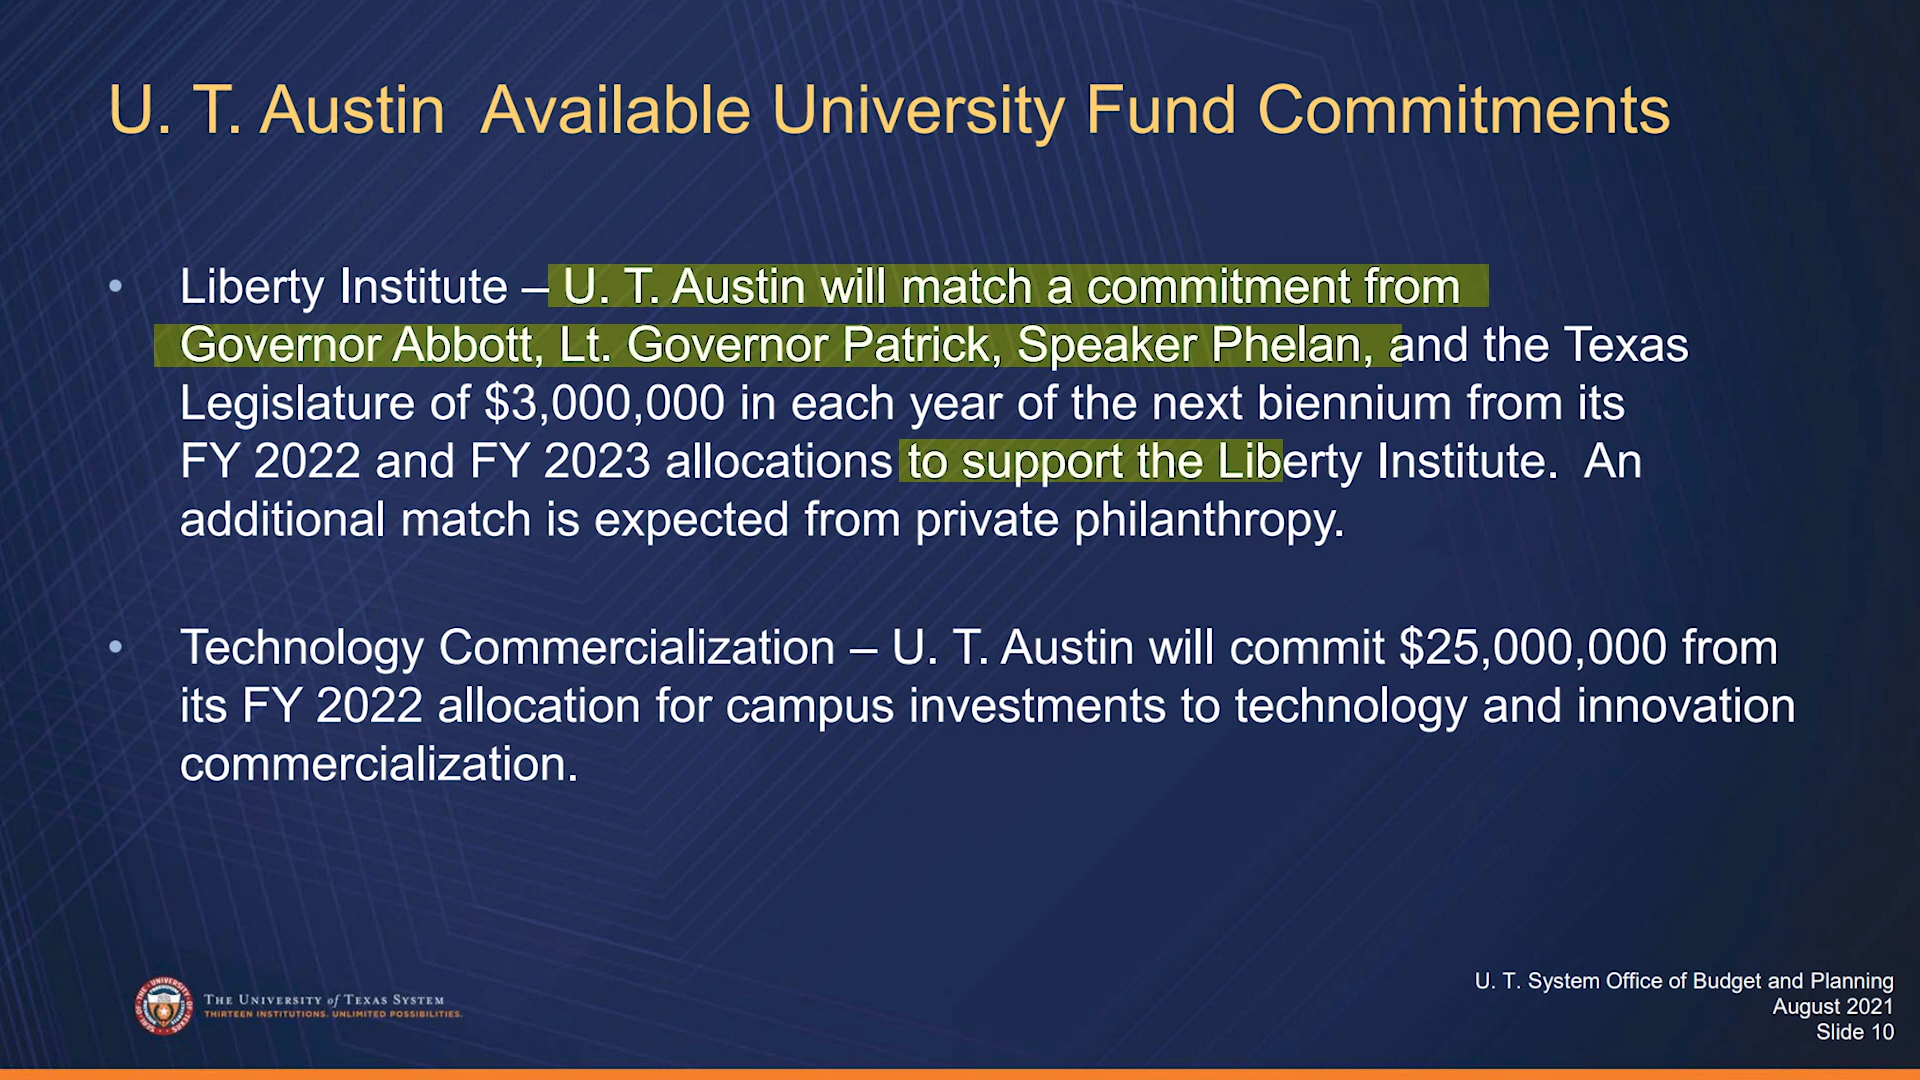 U. T. Austin  Available University Fund Commitments
• Liberty Institute – U. T. Austin will match a commitment from
Governor Abbott, Lt. Governor Patrick, Speaker Phelan, and the Texas
Legislature of $3,000,000 in each year of the next biennium from its
FY 2022 and FY 2023 allocations to support the Liberty Institute.  An
additional match is expected from private philanthropy.
• Technology Commercialization – U. T. Austin will commit $25,000,000 from
its FY 2022 allocation for campus investments to technology and innovation
commercialization.
THE UNIVERSITY of TEXAS SYSTEM
THIRTEEN INSTITUTIONS. UNLIMITED POSSIBILITIES.
U. T. System Office of Budget and Planning
August 2021
Slide 10